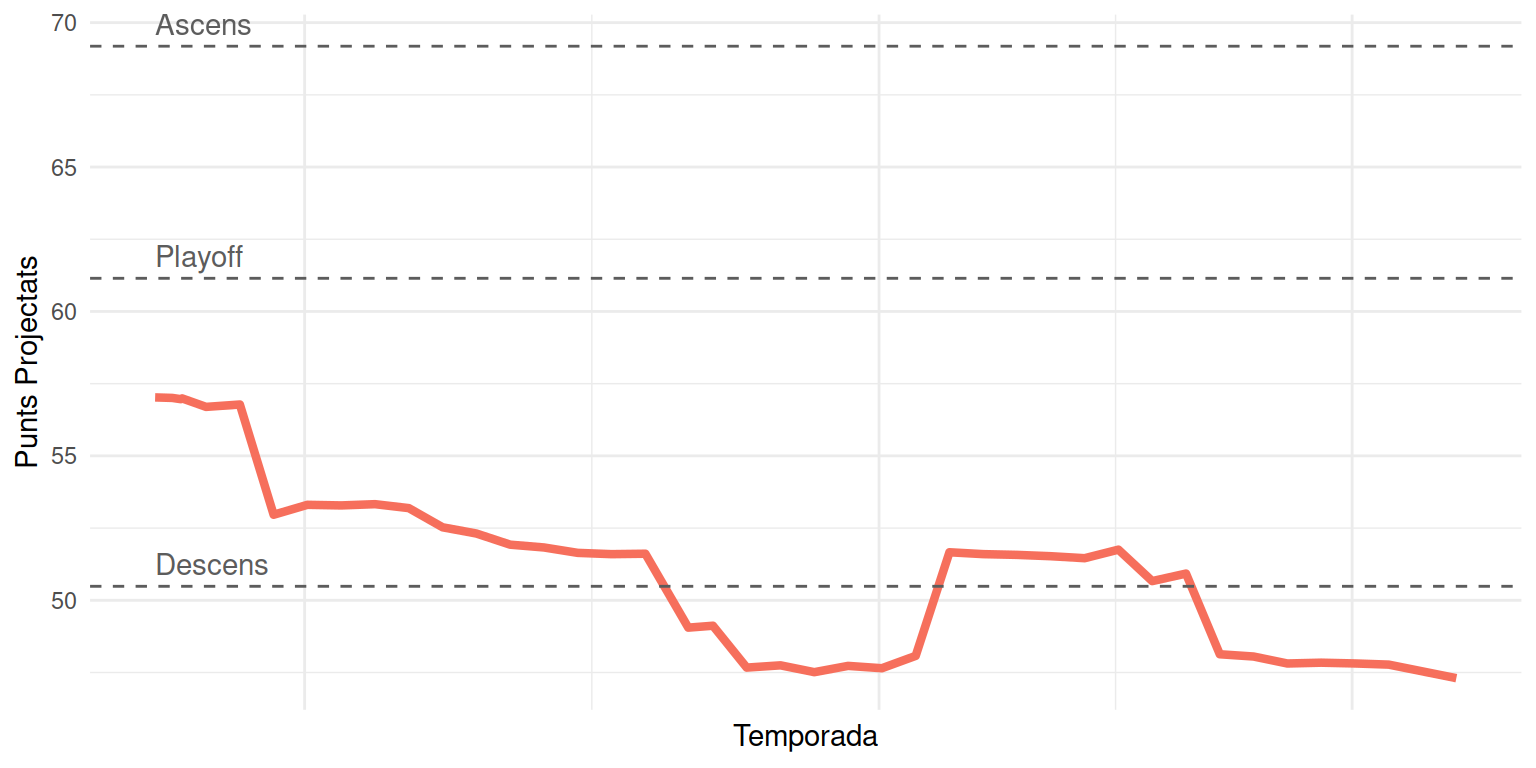 70
Ascens
65
Playoff
60
55
Descens
50
Punts Projectats
Temporada